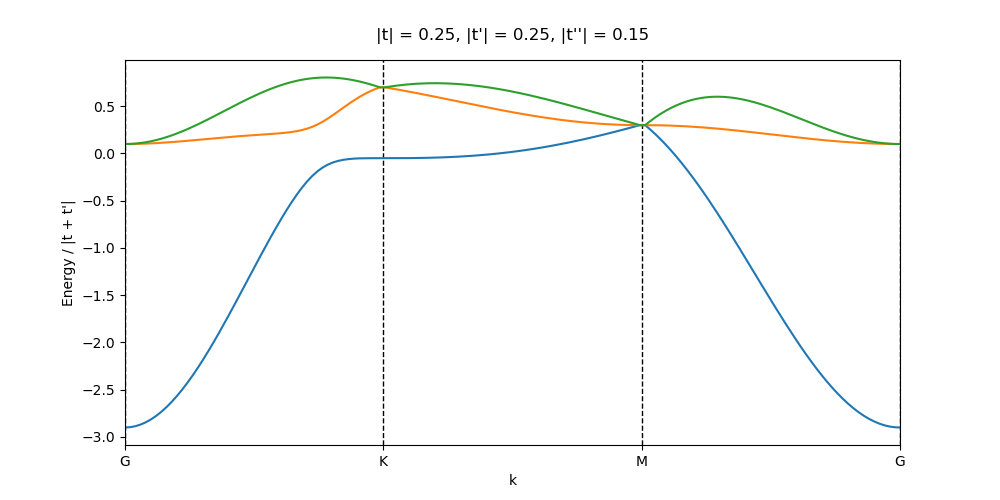 |t| = 0.25, |t'| = 0.25, |t''| = 0.15
Energy / |t + t'|
0.5
0.0
−0.5
−1.0
−1.5
−2.0
−2.5
−3.0
G
K
M
G
k